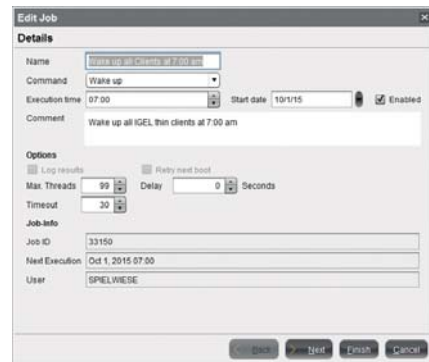 Edit Job
Details
Name Wake up all Clients at 7:00 am
Command Wake up
Execution time 07:00 Start date 10/1/15 Enabled
Comment Wake up all IGEL thin clients at 7:00 am
Options
Log results Retry next boot
Max. Threads 99 Delay 0 Seconds
Timeout 30
Job-Info
Job ID 33150
Next Execution Oct 1, 2015 07:00
User SPIELWIESE
Back Next Finish Cancel